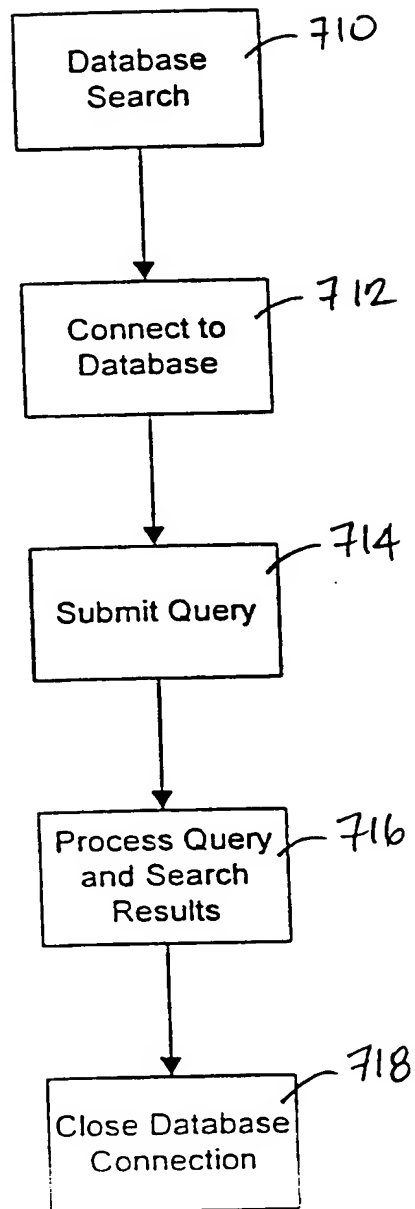 710
Database
Search
712
Connect to
Database
714
Submit Query
716
Process Query
and Search
Results
718
Close Database
Connection